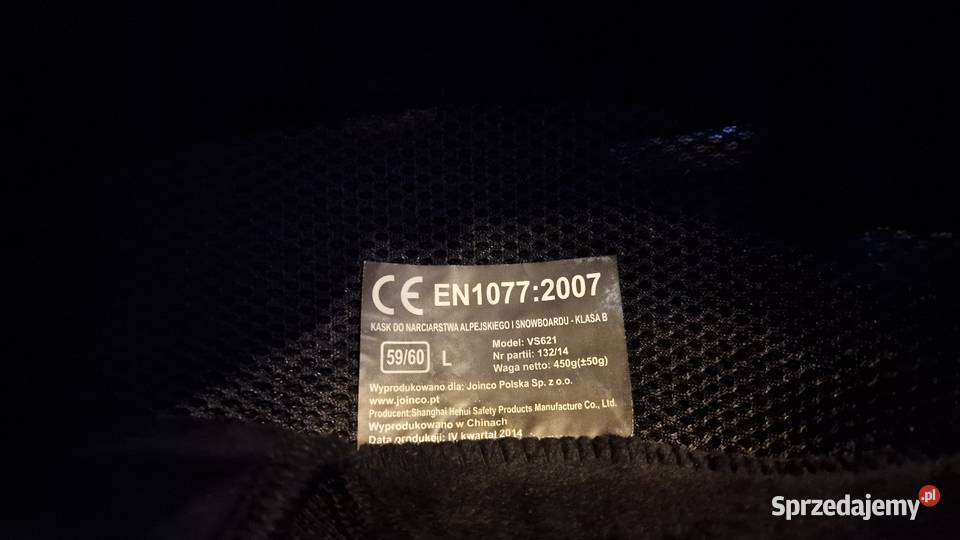 CE EN1077:2007
KASK DO NARCIARSTWA ALPEJSKIEGO I SNOWBOARDU - KLASA B
59/60 L
Model: VS621
Nr partii: 132/14
Waga netto: 450g(±50g)
Wyprodukowano dla: Joinco Polska Sp. z o.o.
www.joinco.pt
Producent:Shanghai Hehui Safety Products Manufacture Co., Ltd.
Wyprodukowano w Chinach
Data produkcji: IV kwartał 2014
Sprzedajemy.pl